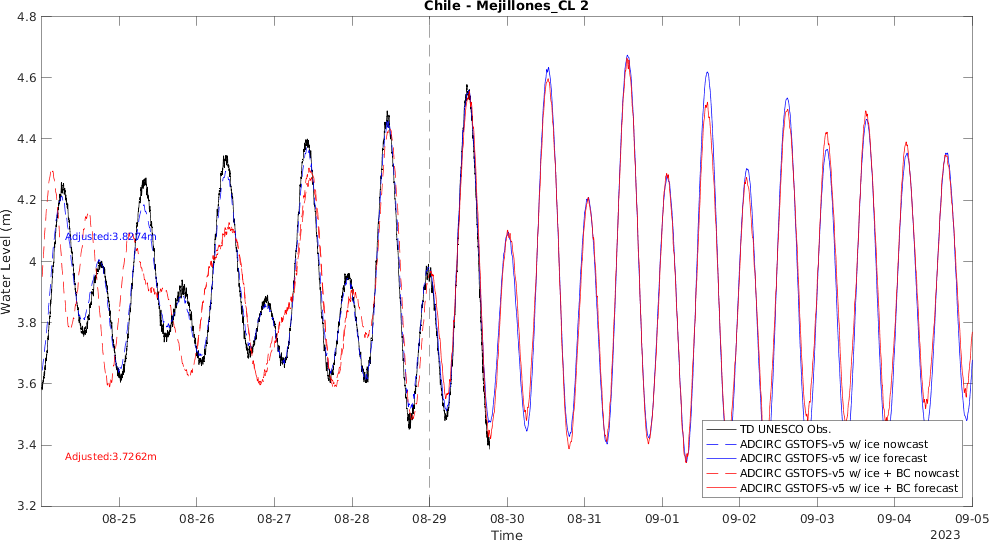 Chile - Mejillones_CL 2
4.8
4.6
4.4
4.2
4
3.8
3.6
3.4
3.2
Water Level (m)
Adjusted:3.8274m
Adjusted:3.7262m
TD UNESCO Obs.
ADCIRC GSTOFS-v5 w/ ice nowcast
ADCIRC GSTOFS-v5 w/ ice forecast
ADCIRC GSTOFS-v5 w/ ice + BC nowcast
ADCIRC GSTOFS-v5 w/ ice + BC forecast
08-25 08-26 08-27 08-28 08-29 08-30 08-31 09-01 09-02 09-03 09-04 09-05
Time
2023